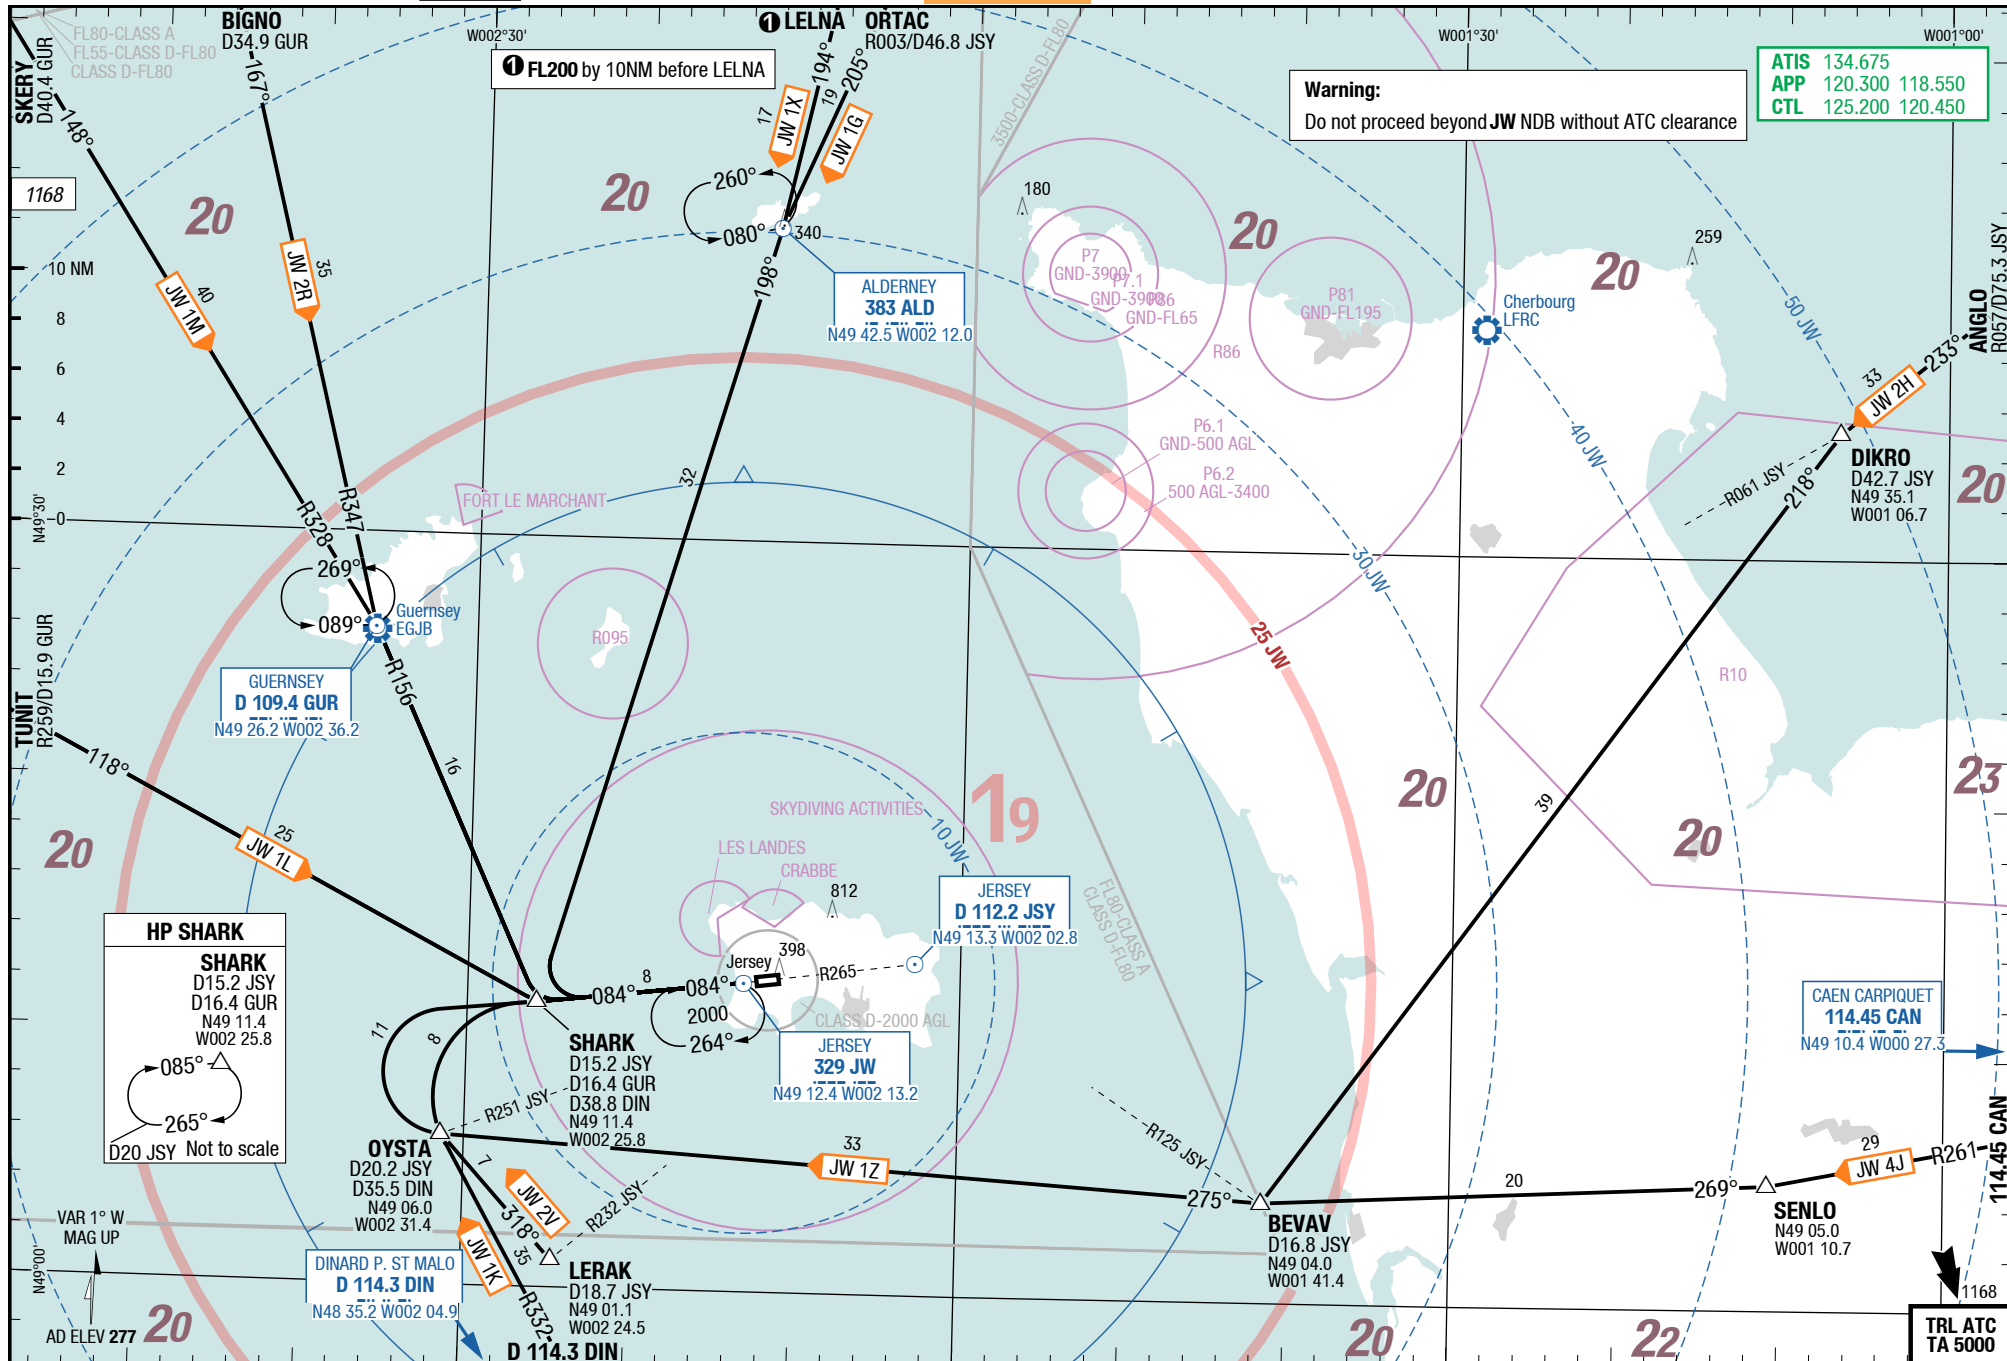 BIGNO
D34.9 GUR
❶ LELNA
ORTAC
R003/D46.8 JSY
W002°30'
W001°30'
W001°00'
FL80-CLASS A
FL55-CLASS D-FL80
CLASS D-FL80
SKERY
D40.4 GUR
❶ FL200 by 10NM before LELNA
Warning:
Do not proceed beyond JW NDB without ATC clearance
ATIS 134.675
APP 120.300 118.550
CTL 125.200 120.450
3500-CLASS D-FL80
167°
148°
194°
205°
17
19
JW 1X
JW 1G
1168
20
20
20
20
260°
080°
340
198°
180
259
JW 2R
35
JW 1M
40
10 NM
8
6
4
2
0
ALDERNEY
383 ALD
N49 42.5 W002 12.0
P7
GND-3900
P7.1
GND-3900
P86
GND-FL65
R86
P81
GND-FL195
Cherbourg
LFRC
50 JW
40 JW
30 JW
25 JW
10 JW
ANGLO
R057/D75.3 JSY
233°
33
JW 2H
DIKRO
D42.7 JSY
N49 35.1
W001 06.7
R061 JSY
218°
20
P6.1
GND-500 AGL
P6.2
500 AGL-3400
32
FORT LE MARCHANT
N49°30'
R347
R328
269°
089°
Guernsey
EGJB
R095
GUERNSEY
D 109.4 GUR
N49 26.2 W002 36.2
R156
16
TUNIT
R259/D15.9 GUR
118°
25
JW 1L
20
R10
39
20
20
23
SKYDIVING ACTIVITIES
19
LES LANDES
CRABBE
812
JERSEY
D 112.2 JSY
N49 13.3 W002 02.8
FL80-CLASS A
CLASS D-FL80
Jersey
398
R265
084°
8
084°
2000
264°
CLASS D-2000 AGL
JERSEY
329 JW
N49 12.4 W002 13.2
HP SHARK
SHARK
D15.2 JSY
D16.4 GUR
N49 11.4
W002 25.8
085°
265°
D20 JSY Not to scale
11
8
SHARK
D15.2 JSY
D16.4 GUR
D38.8 DIN
N49 11.4
W002 25.8
R251 JSY
OYSTA
D20.2 JSY
D35.5 DIN
N49 06.0
W002 31.4
7
JW 2V
318°
R232 JSY
JW 1K
35
R332
LERAK
D18.7 JSY
N49 01.1
W002 24.5
D 114.3 DIN
33
JW 1Z
275°
R125 JSY
BEVAV
D16.8 JSY
N49 04.0
W001 41.4
20
269°
SENLO
N49 05.0
W001 10.7
29
JW 4J
R261
114.45 CAN
CAEN CARPIQUET
114.45 CAN
N49 10.4 W000 27.3
VAR 1° W
MAG UP
N49°00'
AD ELEV 277
20
DINARD P. ST MALO
D 114.3 DIN
N48 35.2 W002 04.9
20
22
1168
TRL ATC
TA 5000